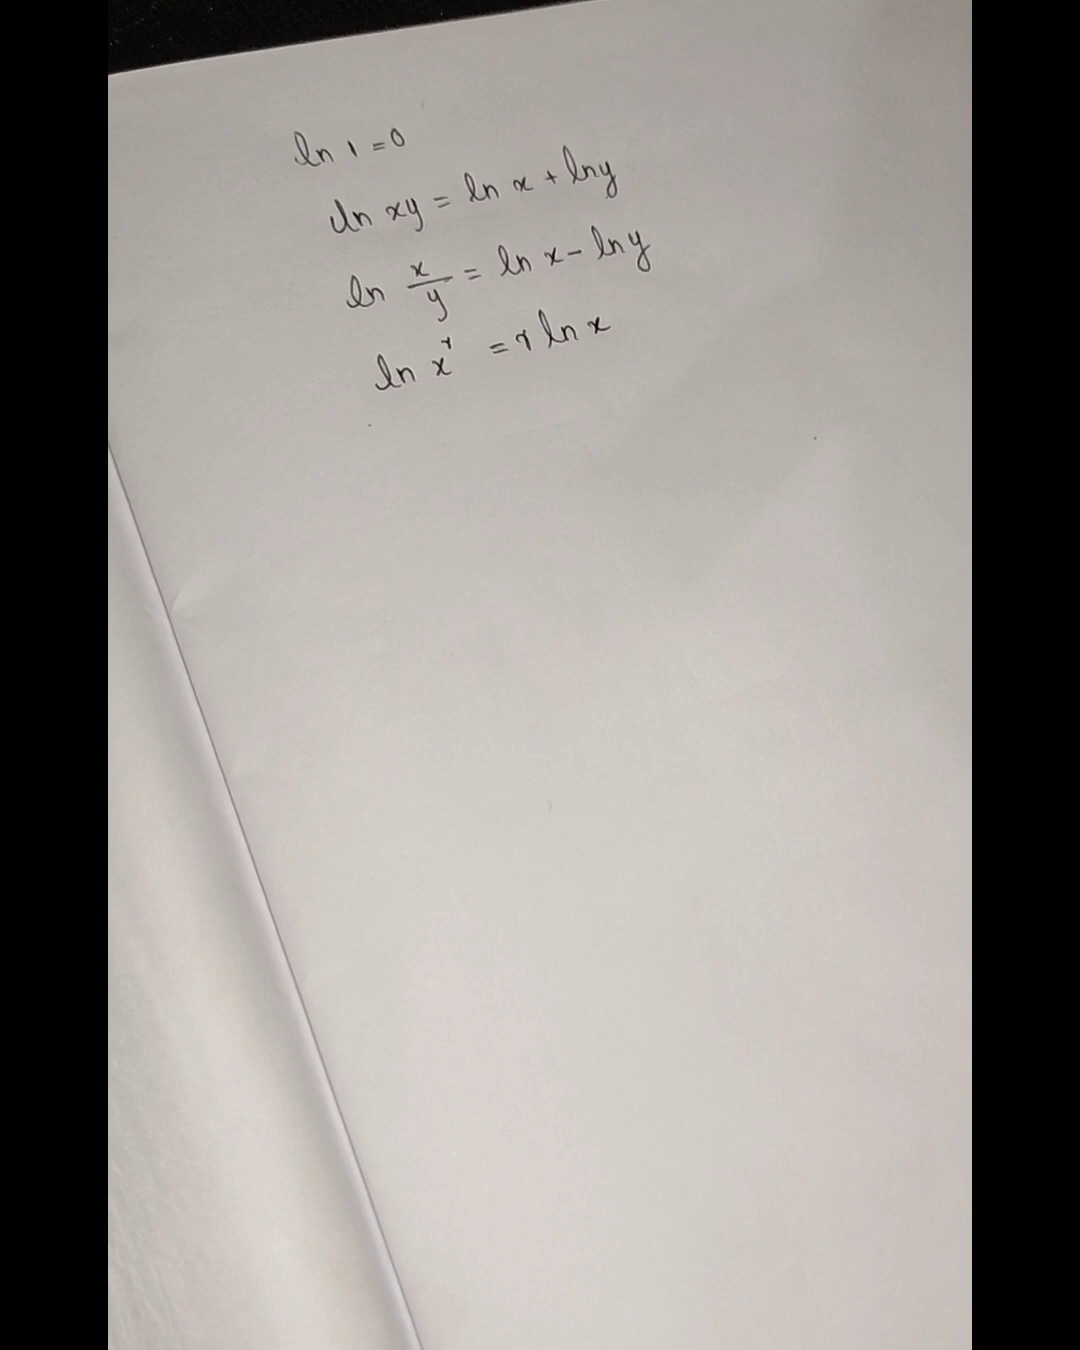 ln 1 = 0
ln xy = ln x + ln y
ln x/y = ln x - ln y
ln x^r = r ln x